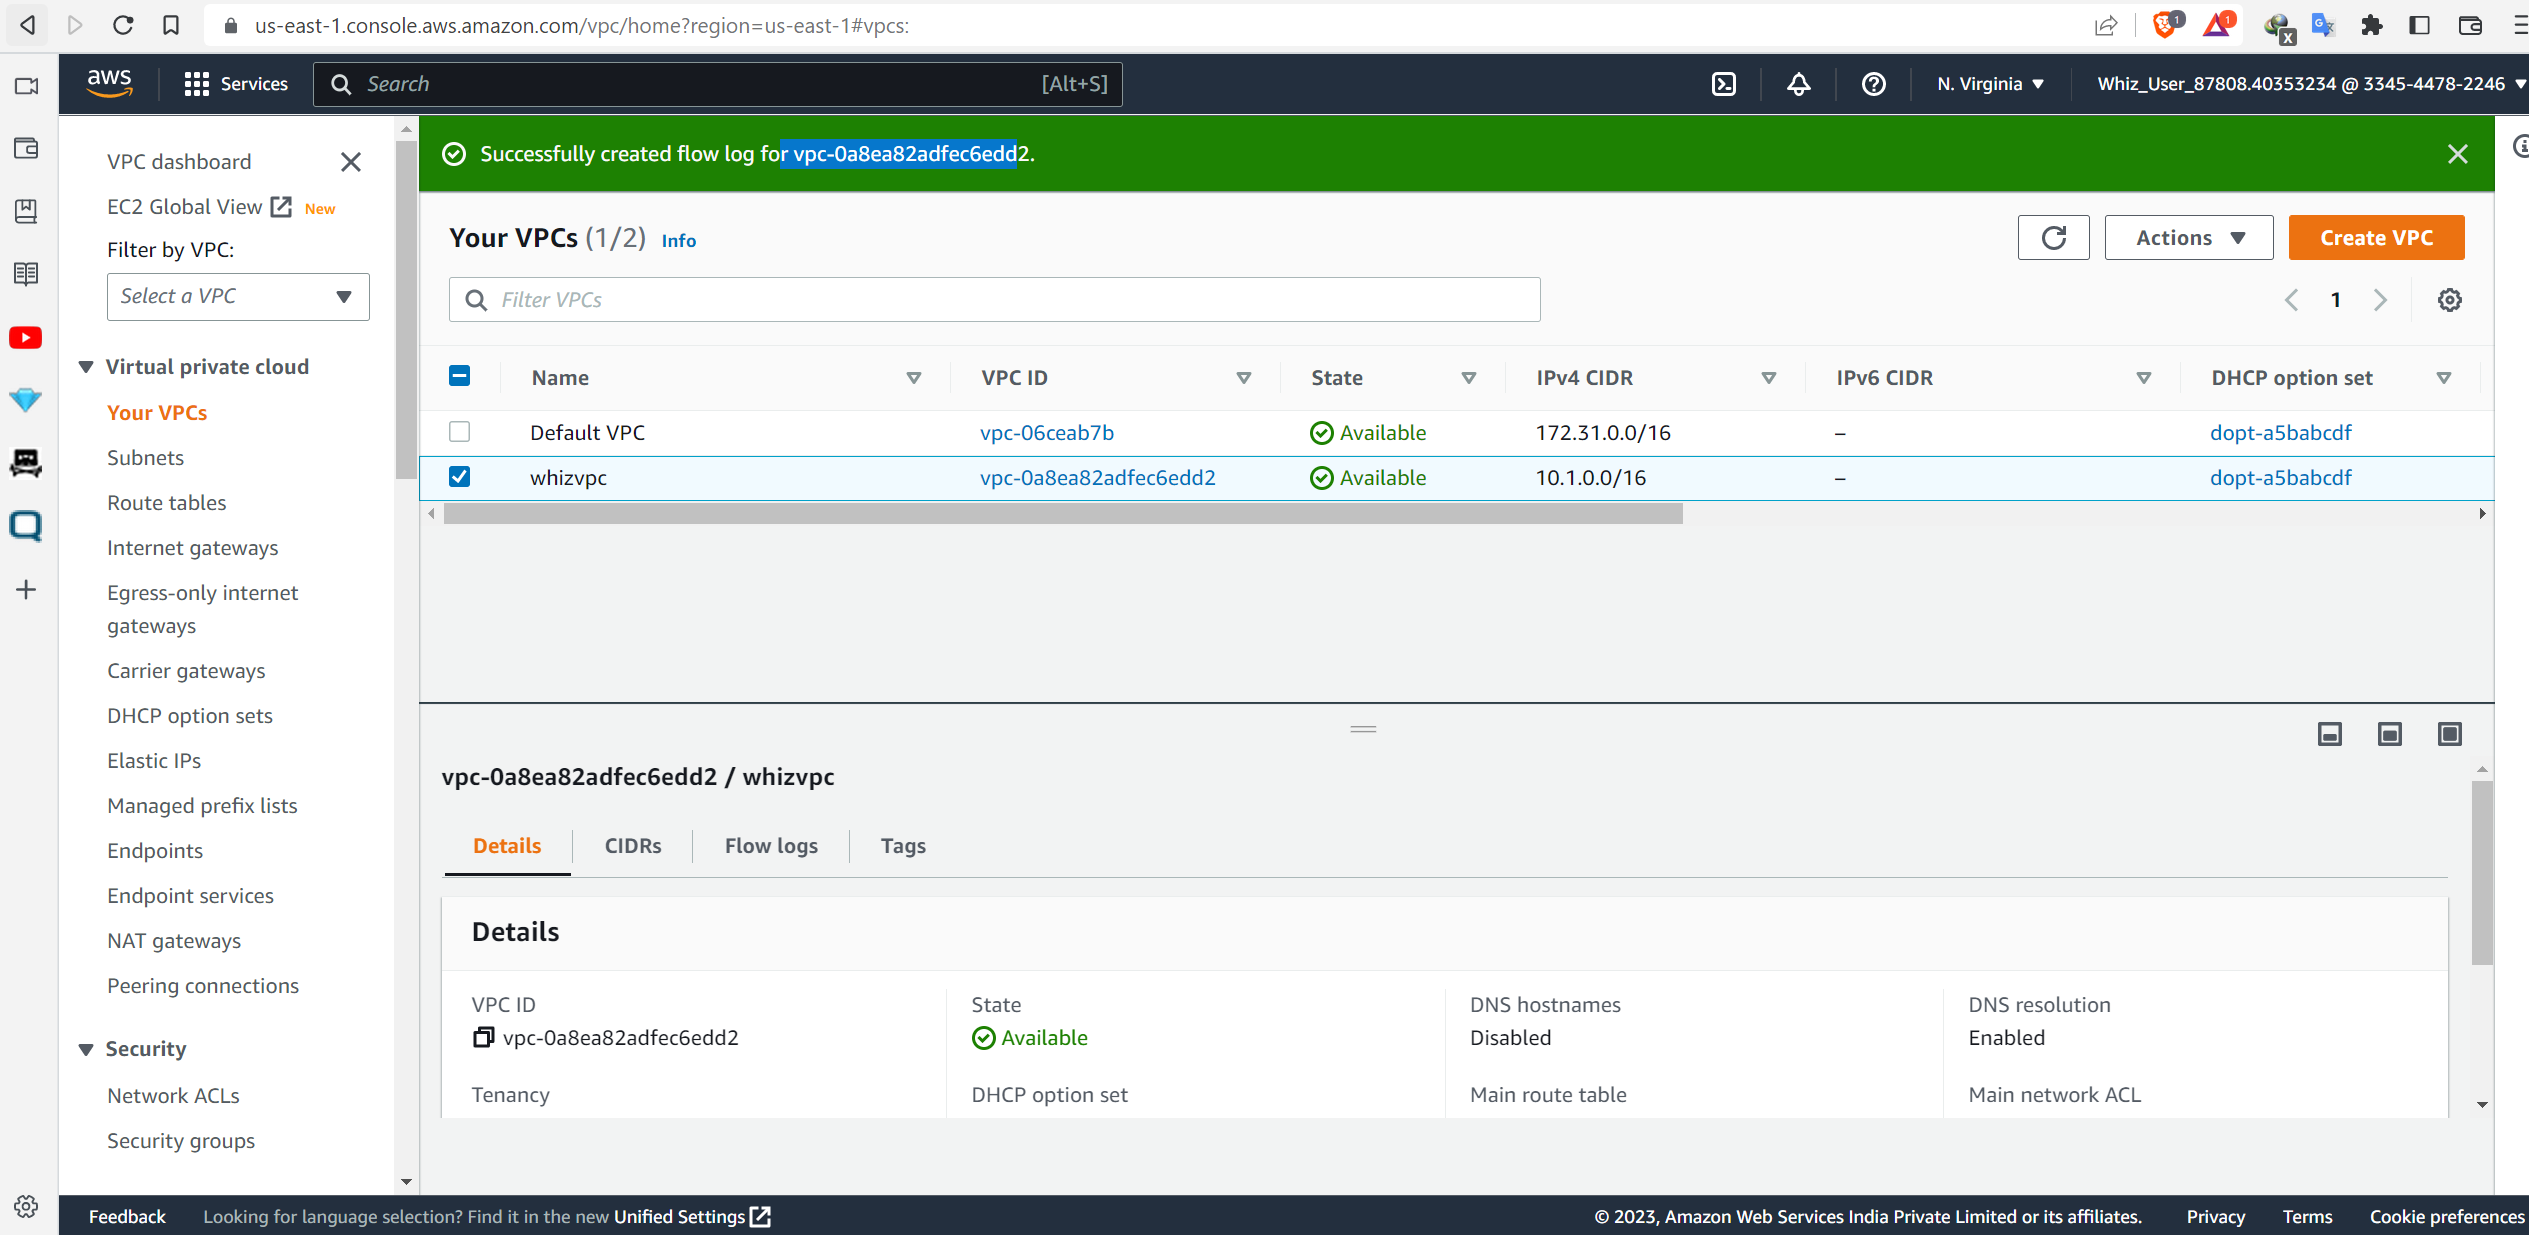 us-east-1.console.aws.amazon.com/vpc/home?region=us-east-1#vpcs:
1
1
X
aws
Services
Search
[Alt+S]
N. Virginia
Whiz_User_87808.40353234 @ 3345-4478-2246
VPC dashboard
EC2 Global View
New
Filter by VPC:
Select a VPC
Virtual private cloud
Your VPCs
Subnets
Route tables
Internet gateways
Egress-only internet
gateways
Carrier gateways
DHCP option sets
Elastic IPs
Managed prefix lists
Endpoints
Endpoint services
NAT gateways
Peering connections
Security
Network ACLs
Security groups
Successfully created flow log for vpc-0a8ea82adfec6edd2.
Your VPCs (1/2) Info
Actions
Create VPC
Filter VPCs
1
Name VPC ID State IPv4 CIDR IPv6 CIDR DHCP option set
Default VPC vpc-06ceab7b Available 172.31.0.0/16 – dopt-a5babcdf
whizvpc vpc-0a8ea82adfec6edd2 Available 10.1.0.0/16 – dopt-a5babcdf
vpc-0a8ea82adfec6edd2 / whizvpc
Details CIDRs Flow logs Tags
Details
VPC ID State DNS hostnames DNS resolution
vpc-0a8ea82adfec6edd2 Available Disabled Enabled
Tenancy DHCP option set Main route table Main network ACL
Feedback Looking for language selection? Find it in the new Unified Settings © 2023, Amazon Web Services India Private Limited or its affiliates. Privacy Terms Cookie preferences